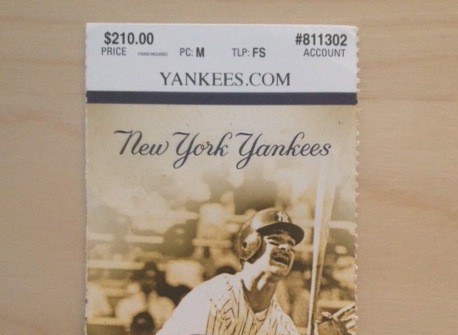 $210.00 #811302
PRICE PC: M TLP: FS ACCOUNT
YANKEES.COM
New York Yankees